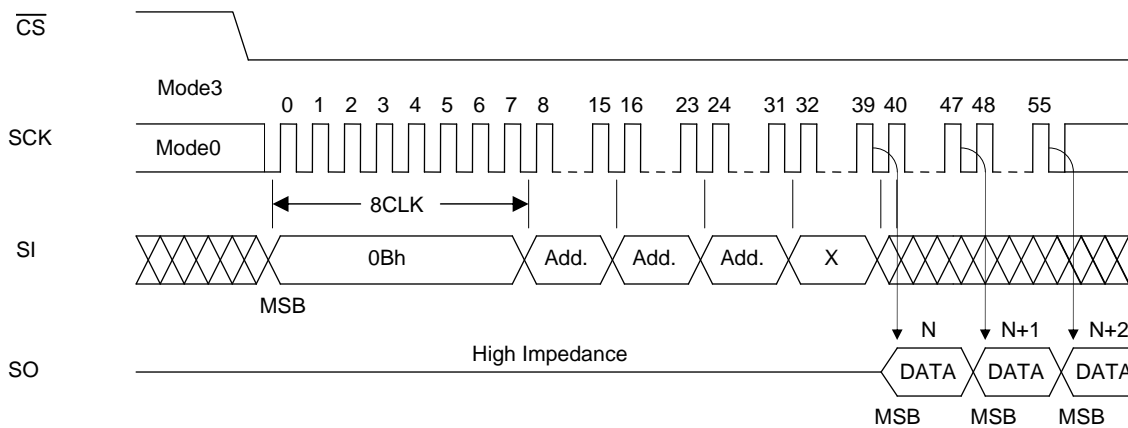 CS
Mode3
0 1 2 3 4 5 6 7 8 15 16 23 24 31 32 39 40 47 48 55
SCK
Mode0
8CLK
SI
0Bh Add. Add. Add. X
MSB
N N+1 N+2
High Impedance
SO
DATA DATA DATA
MSB MSB MSB